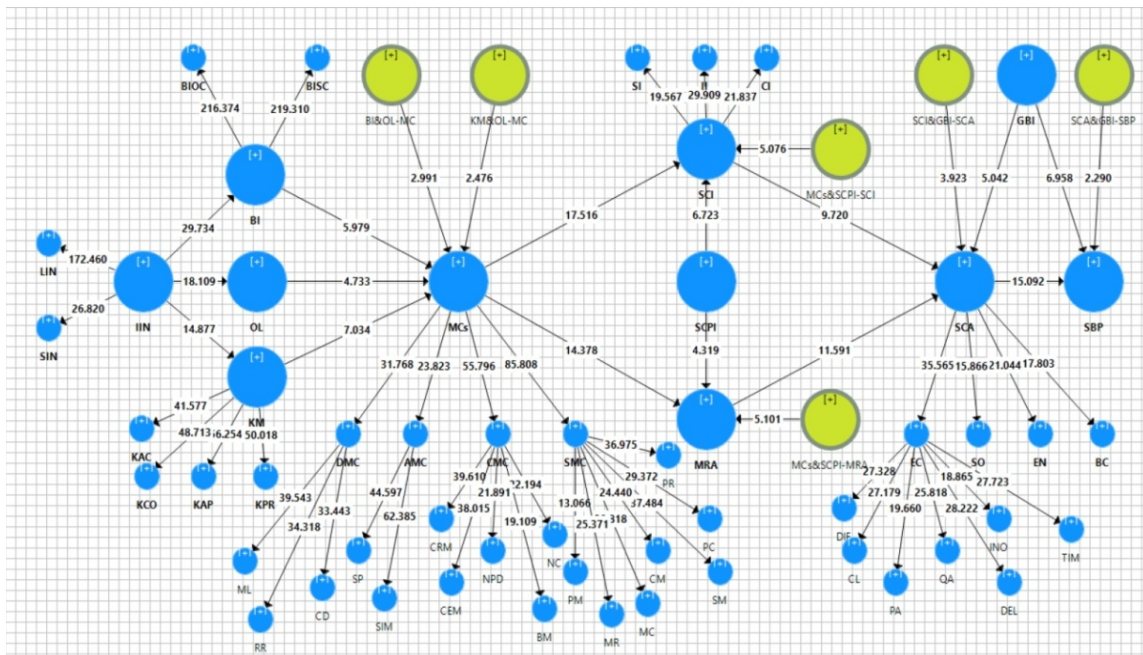 [+] [+] [+] [+] [+] [+] [+] [+] [+] [+]
BIOC BISC SI CI
216.374 219.310 19.567 29.909 21.837
BI&OL-MC KM&OL-MC SCI&GBI-SCA GBI SCA&GBI-SBP
[+] [+] [+]
5.076
MCs&SCPI-SCI
BI SCI
2.991 2.476 3.923 5.042 6.958 2.290
29.734 5.979 17.516 6.723 9.720
[+] [+] [+] [+] [+] [+] [+]
LIN 172.460
18.109 4.733 15.092
26.820
SIN IIN OL MCs SCPI SCA SBP
14.877 7.034 14.378 4.319 11.591
[+]
31.768 23.823 55.796 85.808 35.565 15.866 21.044 17.803
[+] [+]
41.577 KM
5.101
KAC 48.713 50.018
[+] [+] [+] [+] [+] [+] [+] [+] [+]
DMC AMC CMC SMC 36.975 MRA MCs&SCPI-MRA EC SO EN BC
[+] [+] [+] [+] [+]
KCO KAP KPR PR
39.543 44.597 39.610 21.891 24.440 29.372 27.328 18.865 27.723
34.318 33.443 62.385 38.015 19.109 13.066 25.371 37.484 27.179 19.660 25.818 28.222
[+] [+] [+] [+] [+] [+]
CRM NC PC INO TIM
[+] [+] [+] [+] [+] [+]
ML SP NPD CM CL QA
[+] [+] [+] [+] [+] [+]
CD CEM PM SM PA DEL
[+] [+] [+] [+] [+]
RR SIM BM MR MC